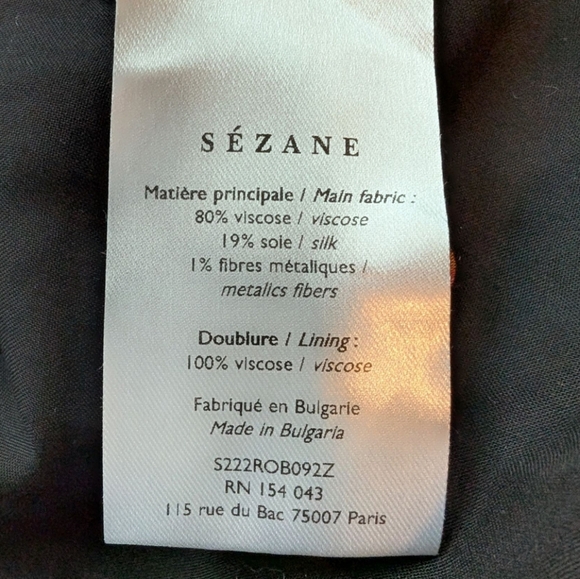 SÉZANE
Matière principale / Main fabric :
80% viscose / viscose
19% soie / silk
1% fibres métaliques /
metalics fibers
Doublure / Lining :
100% viscose / viscose
Fabriqué en Bulgarie
Made in Bulgaria
S222ROB092Z
RN 154 043
115 rue du Bac 75007 Paris